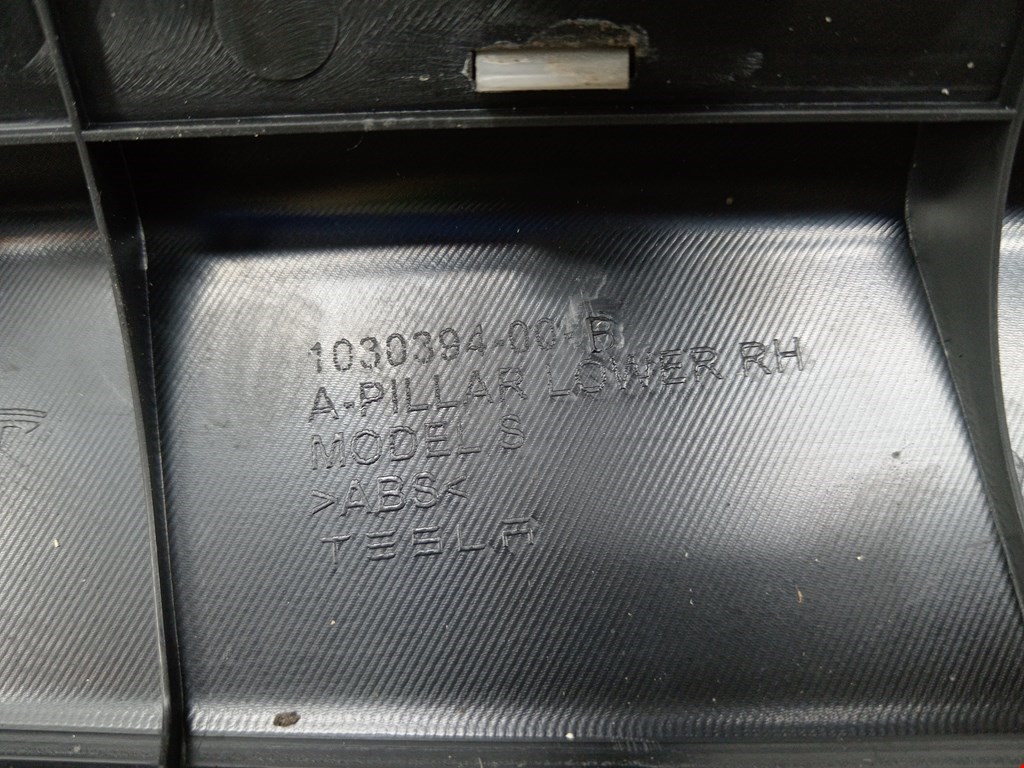 1030394-00-F
A-PILLAR LOWER RH
MODEL S
>ABS<
TESLA